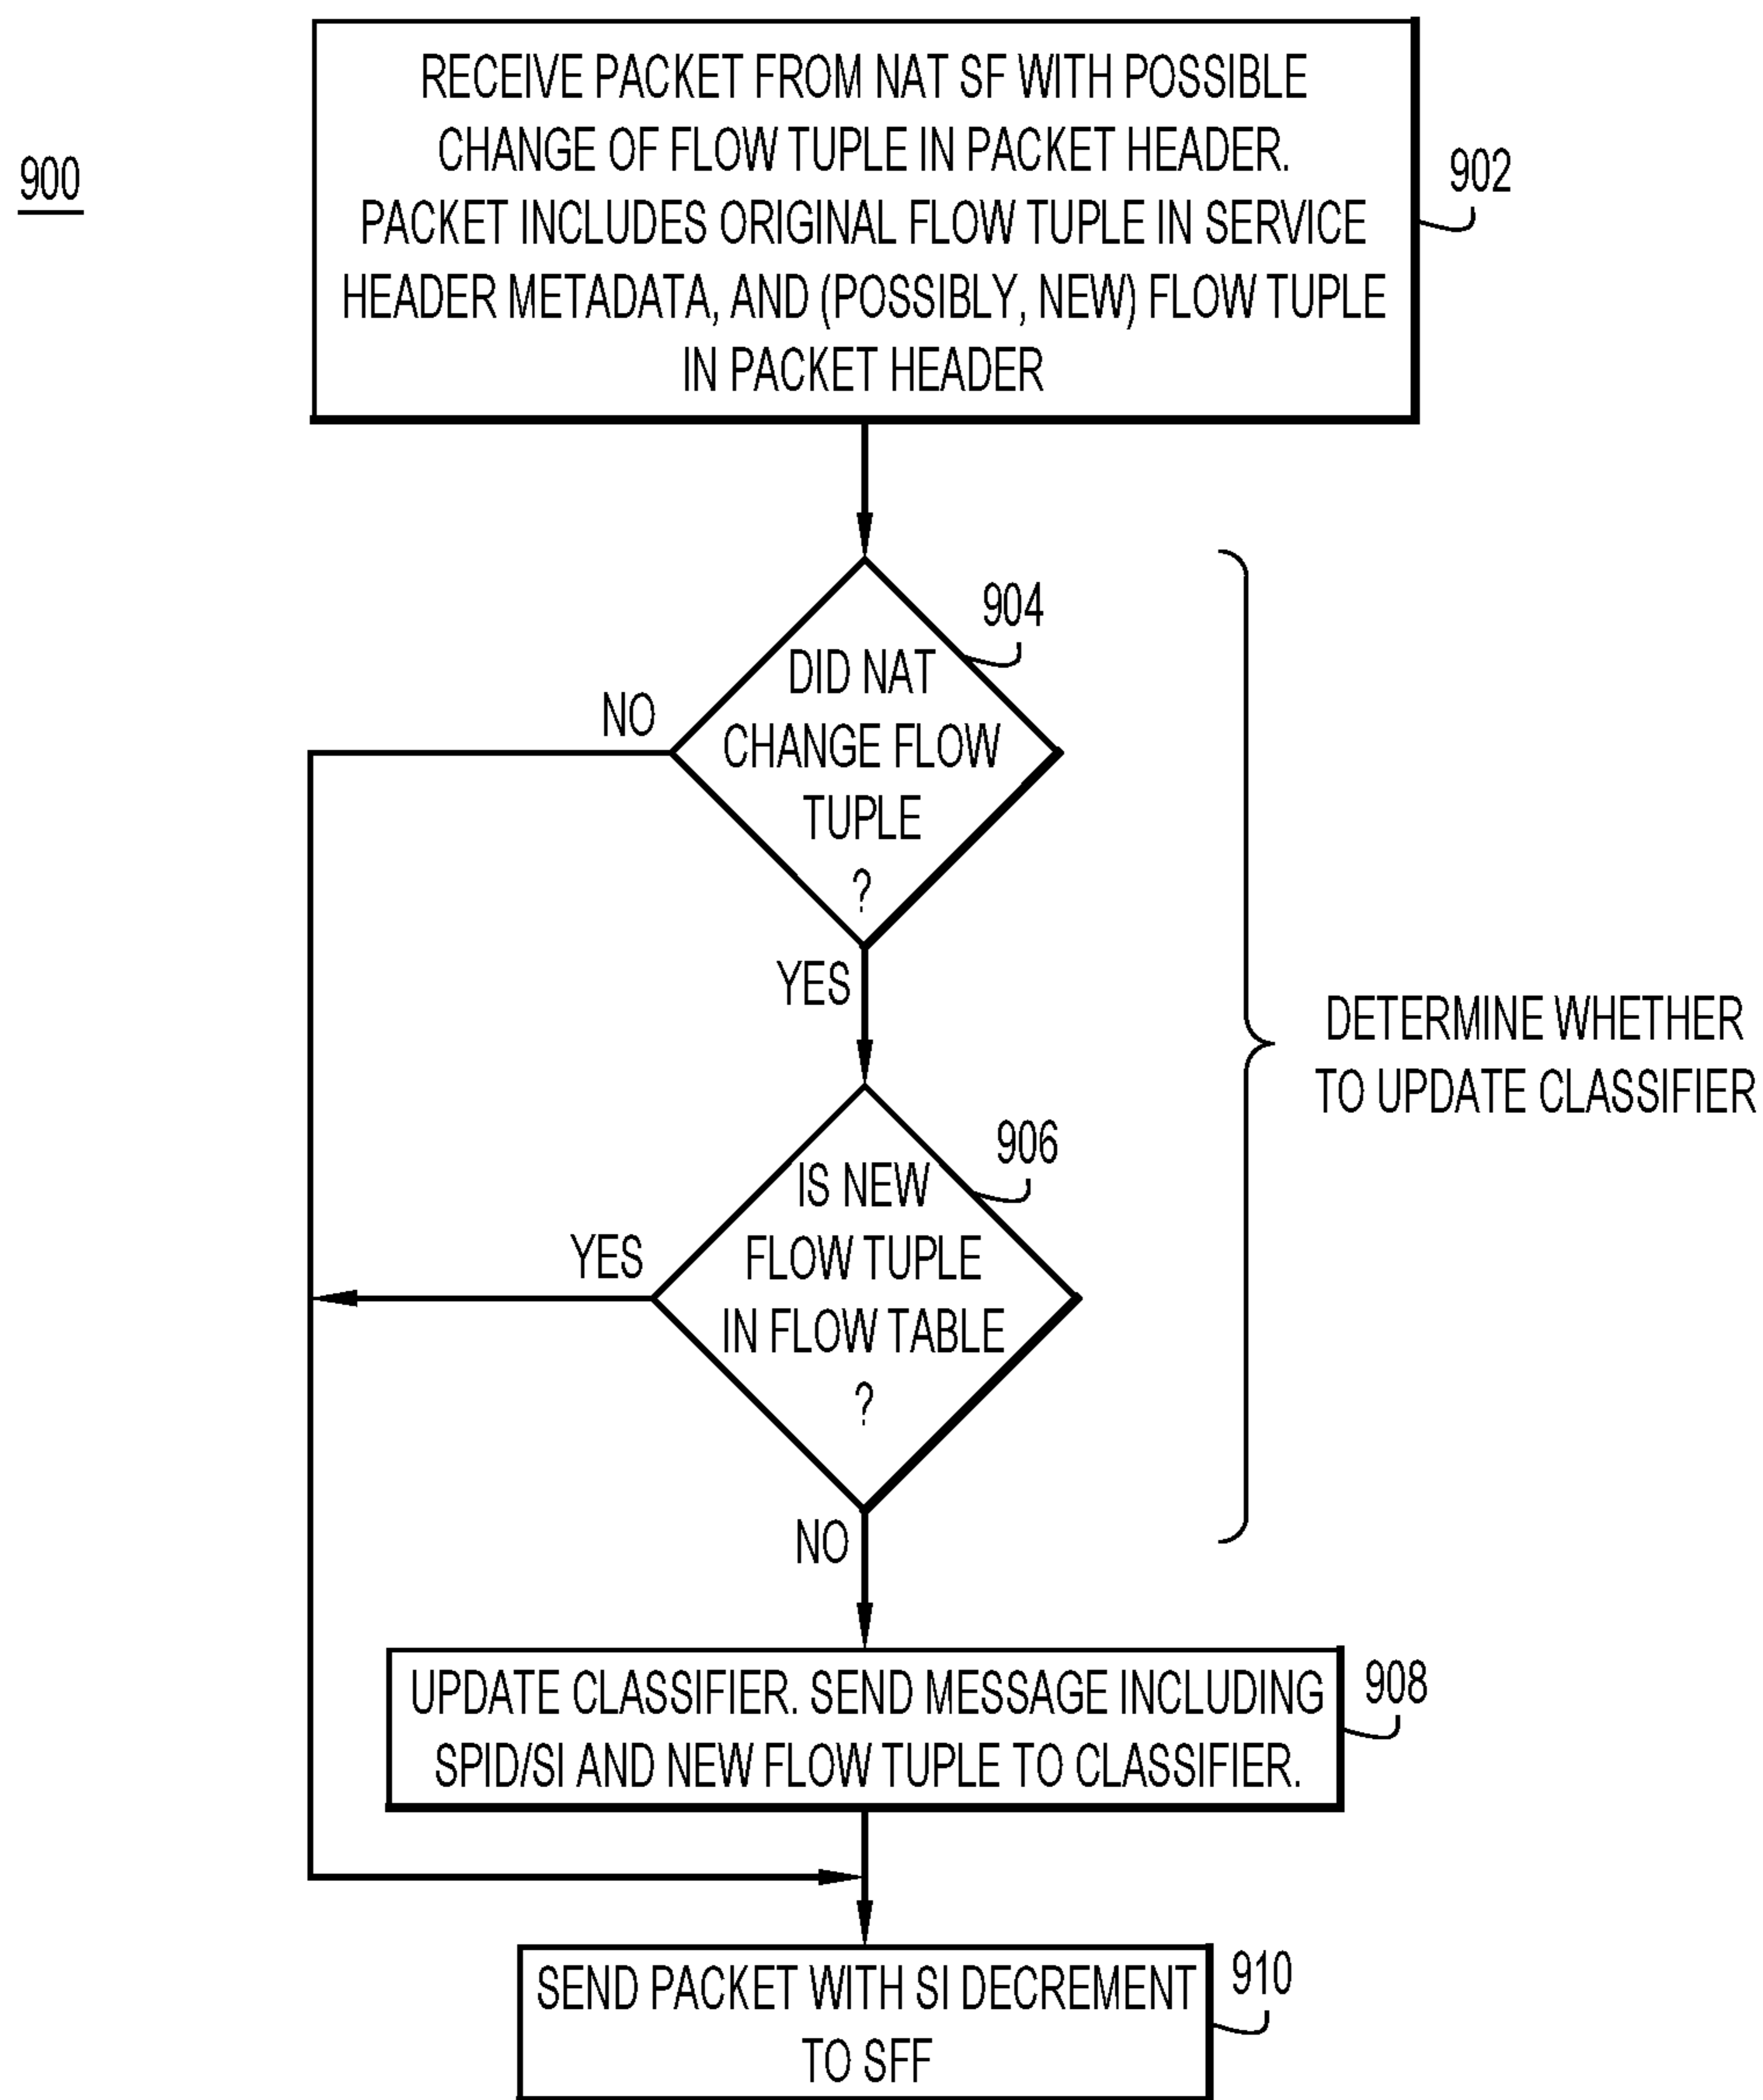 900
RECEIVE PACKET FROM NAT SF WITH POSSIBLE
CHANGE OF FLOW TUPLE IN PACKET HEADER.
PACKET INCLUDES ORIGINAL FLOW TUPLE IN SERVICE
HEADER METADATA, AND (POSSIBLY, NEW) FLOW TUPLE
IN PACKET HEADER
902
904
DID NAT
CHANGE FLOW
TUPLE
?
NO
YES
906
IS NEW
FLOW TUPLE
IN FLOW TABLE
?
YES
NO
DETERMINE WHETHER
TO UPDATE CLASSIFIER
UPDATE CLASSIFIER. SEND MESSAGE INCLUDING
SPID/SI AND NEW FLOW TUPLE TO CLASSIFIER.
908
SEND PACKET WITH SI DECREMENT
TO SFF
910